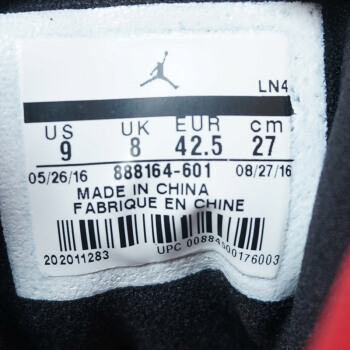 LN4
US UK EUR cm
9 8 42.5 27
05/26/16 888164-601 08/27/16
MADE IN CHINA
FABRIQUE EN CHINE
202011283 UPC 00884500176003